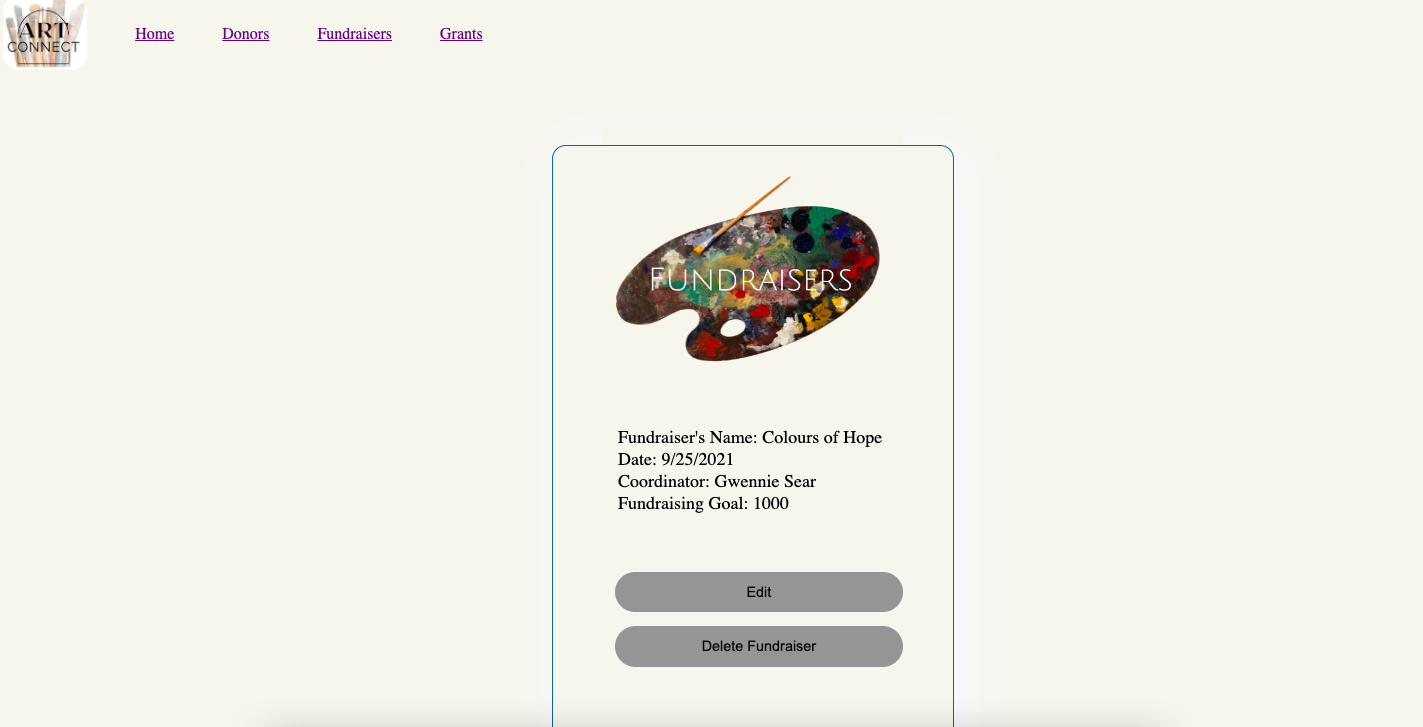 ART
CONNECT
Home
Donors
Fundraisers
Grants
FUNDRAISERS
Fundraiser's Name: Colours of Hope
Date: 9/25/2021
Coordinator: Gwennie Sear
Fundraising Goal: 1000
Edit
Delete Fundraiser